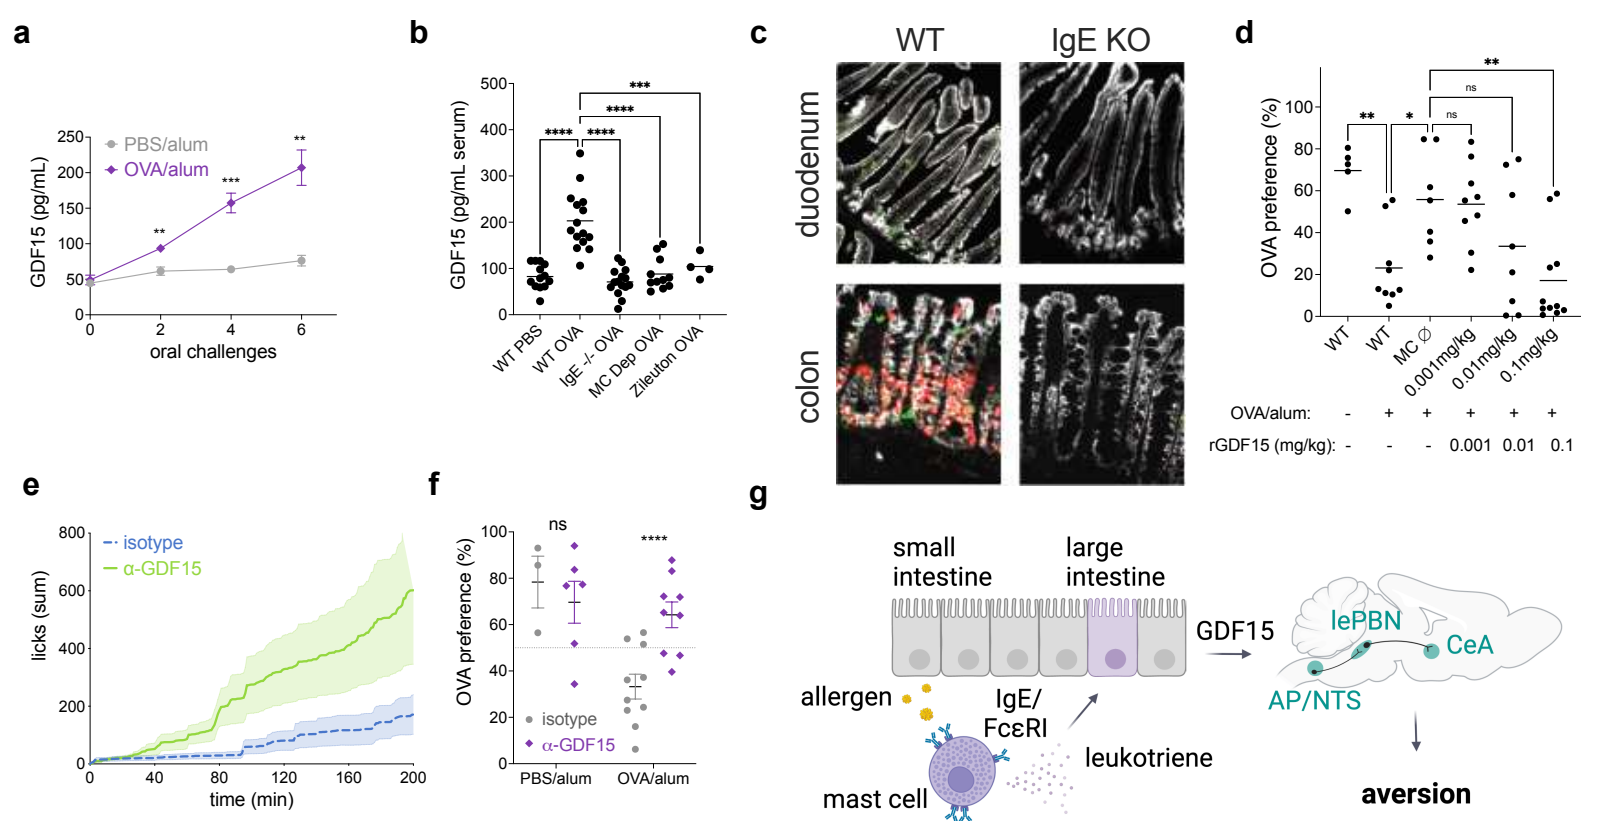 a
GDF15 (pg/mL)
250
200
150
100
50
0
PBS/alum
OVA/alum
**
***
**
0 2 4 6
oral challenges
b
GDF15 (pg/mL serum)
500
400
300
200
100
0
***
****
**** ****
WT PBS
WT OVA
IgE -/- OVA
MC Dep OVA
Zileuton OVA
c
WT IgE KO
duodenum
colon
d
OVA preference (%)
100
80
60
40
20
0
**
ns
** * ns
WT
WT
MC ∅
0.001mg/kg
0.01mg/kg
0.1mg/kg
OVA/alum: - + + + + +
rGDF15 (mg/kg): - - - 0.001 0.01 0.1
e
licks (sum)
800
600
400
200
0
isotype
α-GDF15
0 40 80 120 160 200
time (min)
f
OVA preference (%)
100
80
60
40
20
0
ns
****
isotype
α-GDF15
PBS/alum OVA/alum
g
small
intestine
large
intestine
GDF15
lePBN
CeA
AP/NTS
allergen
IgE/
FcεRI
leukotriene
mast cell
aversion